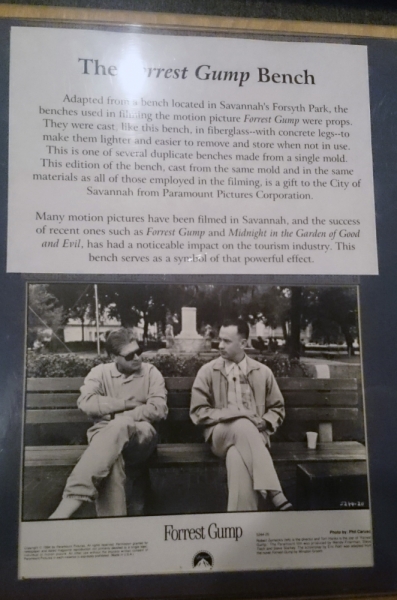 The Forrest Gump Bench
Adapted from a bench located in Savannah's Forsyth Park, the
benches used in filming the motion picture Forrest Gump were props.
They were cast, like this bench, in fiberglass--with concrete legs--to
make them lighter and easier to remove and store when not in use.
This is one of several duplicate benches made from a single mold.
This edition of the bench, cast from the same mold and in the same
materials as all of those employed in the filming, is a gift to the City of
Savannah from Paramount Pictures Corporation.
Many motion pictures have been filmed in Savannah, and the success
of recent ones such as Forrest Gump and Midnight in the Garden of Good
and Evil, has had a noticeable impact on the tourism industry. This
bench serves as a symbol of that powerful effect.
Forrest Gump
Photo by: Phil Caruso